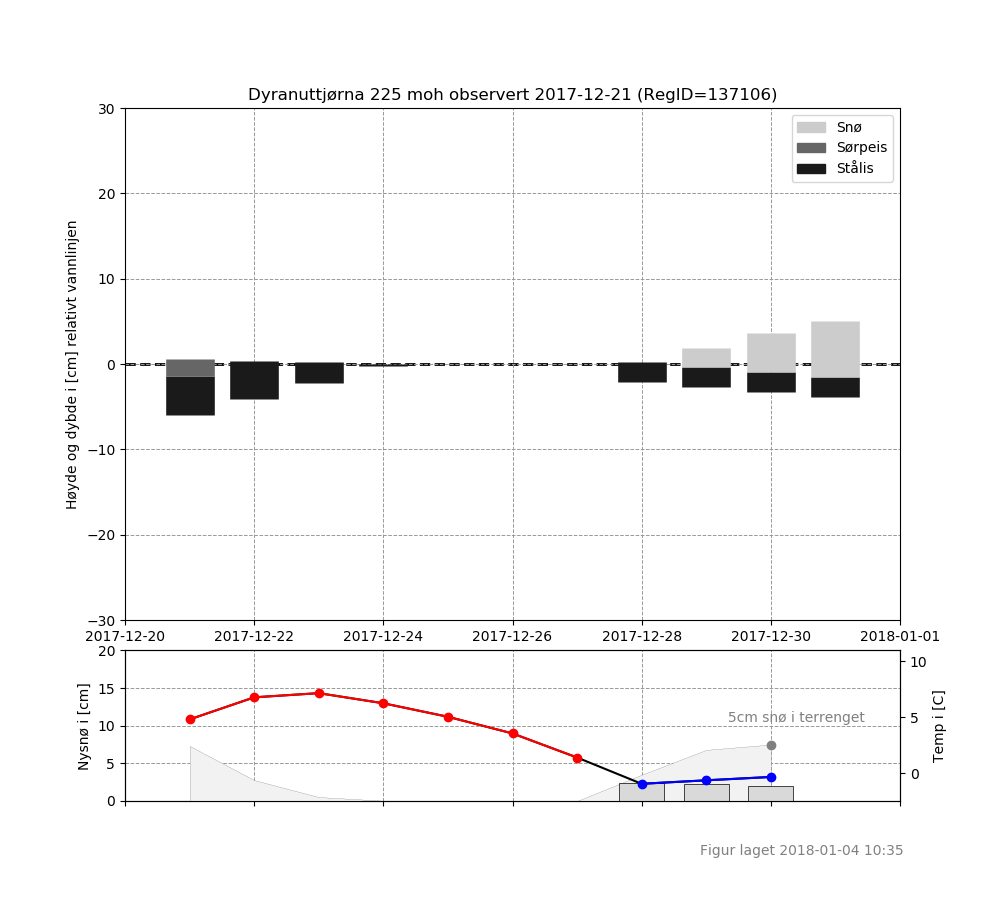 Dyranuttjørna 225 moh observert 2017-12-21 (RegID=137106)
Snø
Sørpeis
Stålis
Høyde og dybde i [cm] relativt vannlinjen
30
20
10
0
−10
−20
−30
2017-12-20 2017-12-22 2017-12-24 2017-12-26 2017-12-28 2017-12-30 2018-01-01
Nysnø i [cm]
20
15
10
5
0
5cm snø i terrenget
10
5
0
Temp i [C]
Figur laget 2018-01-04 10:35